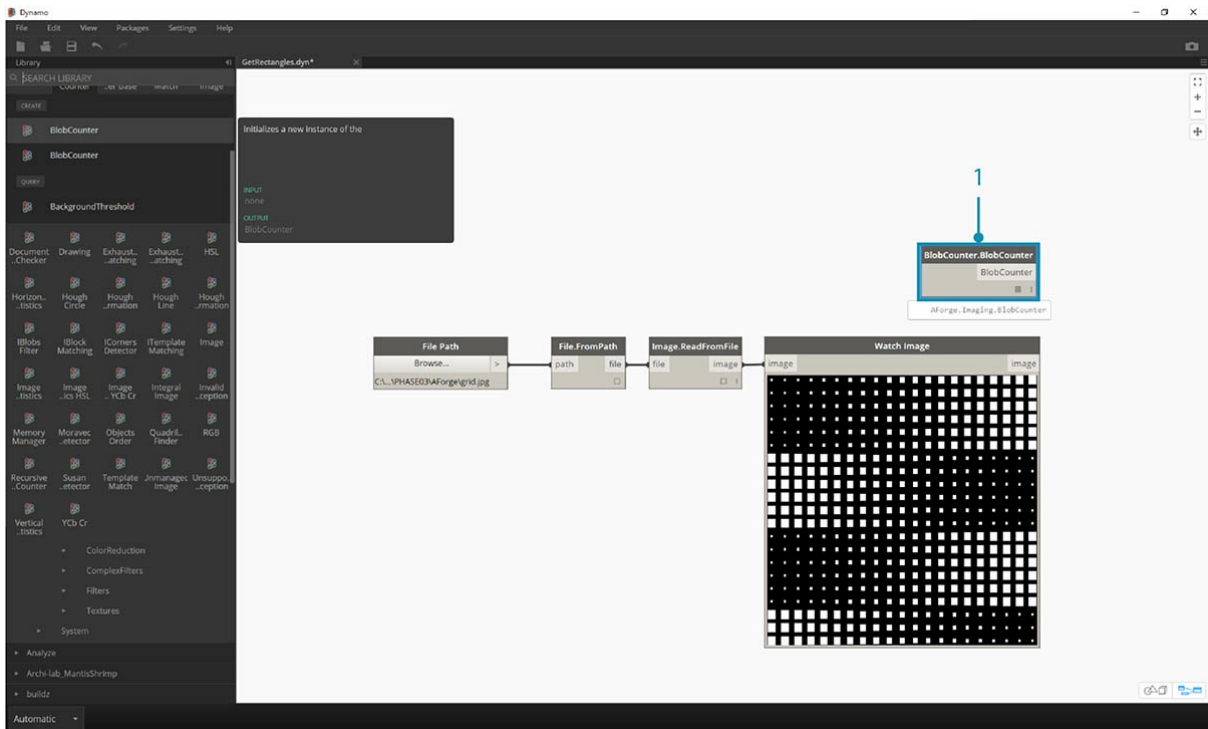 Dynamo
File Edit View Packages Settings Help
Library
GetRectangles.dyn*
SEARCH LIBRARY
Counter ..er Base Match Image
CREATE
BlobCounter
BlobCounter
QUERY
BackgroundThreshold
Initializes a new instance of the
INPUT
none
OUTPUT
BlobCounter
Document Drawing Exhaust.. Exhaust.. HSL
..Checker ..atching ..atching
Horizon.. Hough Hough Hough Hough
..tistics Circle ..rmation Line ..rmation
IBlobs IBlock ICorners ITemplate Image
Filter Matching Detector Matching
Image Image Image Integral Invalid
..tistics ..ics HSL .. YCb Cr Image ..ception
Memory Moravec Objects Quadril.. RGB
Manager ..etector Order Finder
Recursive Susan Template Unmanaged Unsuppo..
..Counter ..etector Match Image ..ception
Vertical YCb Cr
..tistics
ColorReduction
ComplexFilters
Filters
Textures
System
Analyze
Archi-lab_MantisShrimp
buildz
Automatic
1
BlobCounter.BlobCounter
BlobCounter
AForge.Imaging.BlobCounter
File Path
Browse... >
C:\...\PHASE03\AForge\grid.jpg
File.FromPath
path file
Image.ReadFromFile
file image
Watch Image
image image